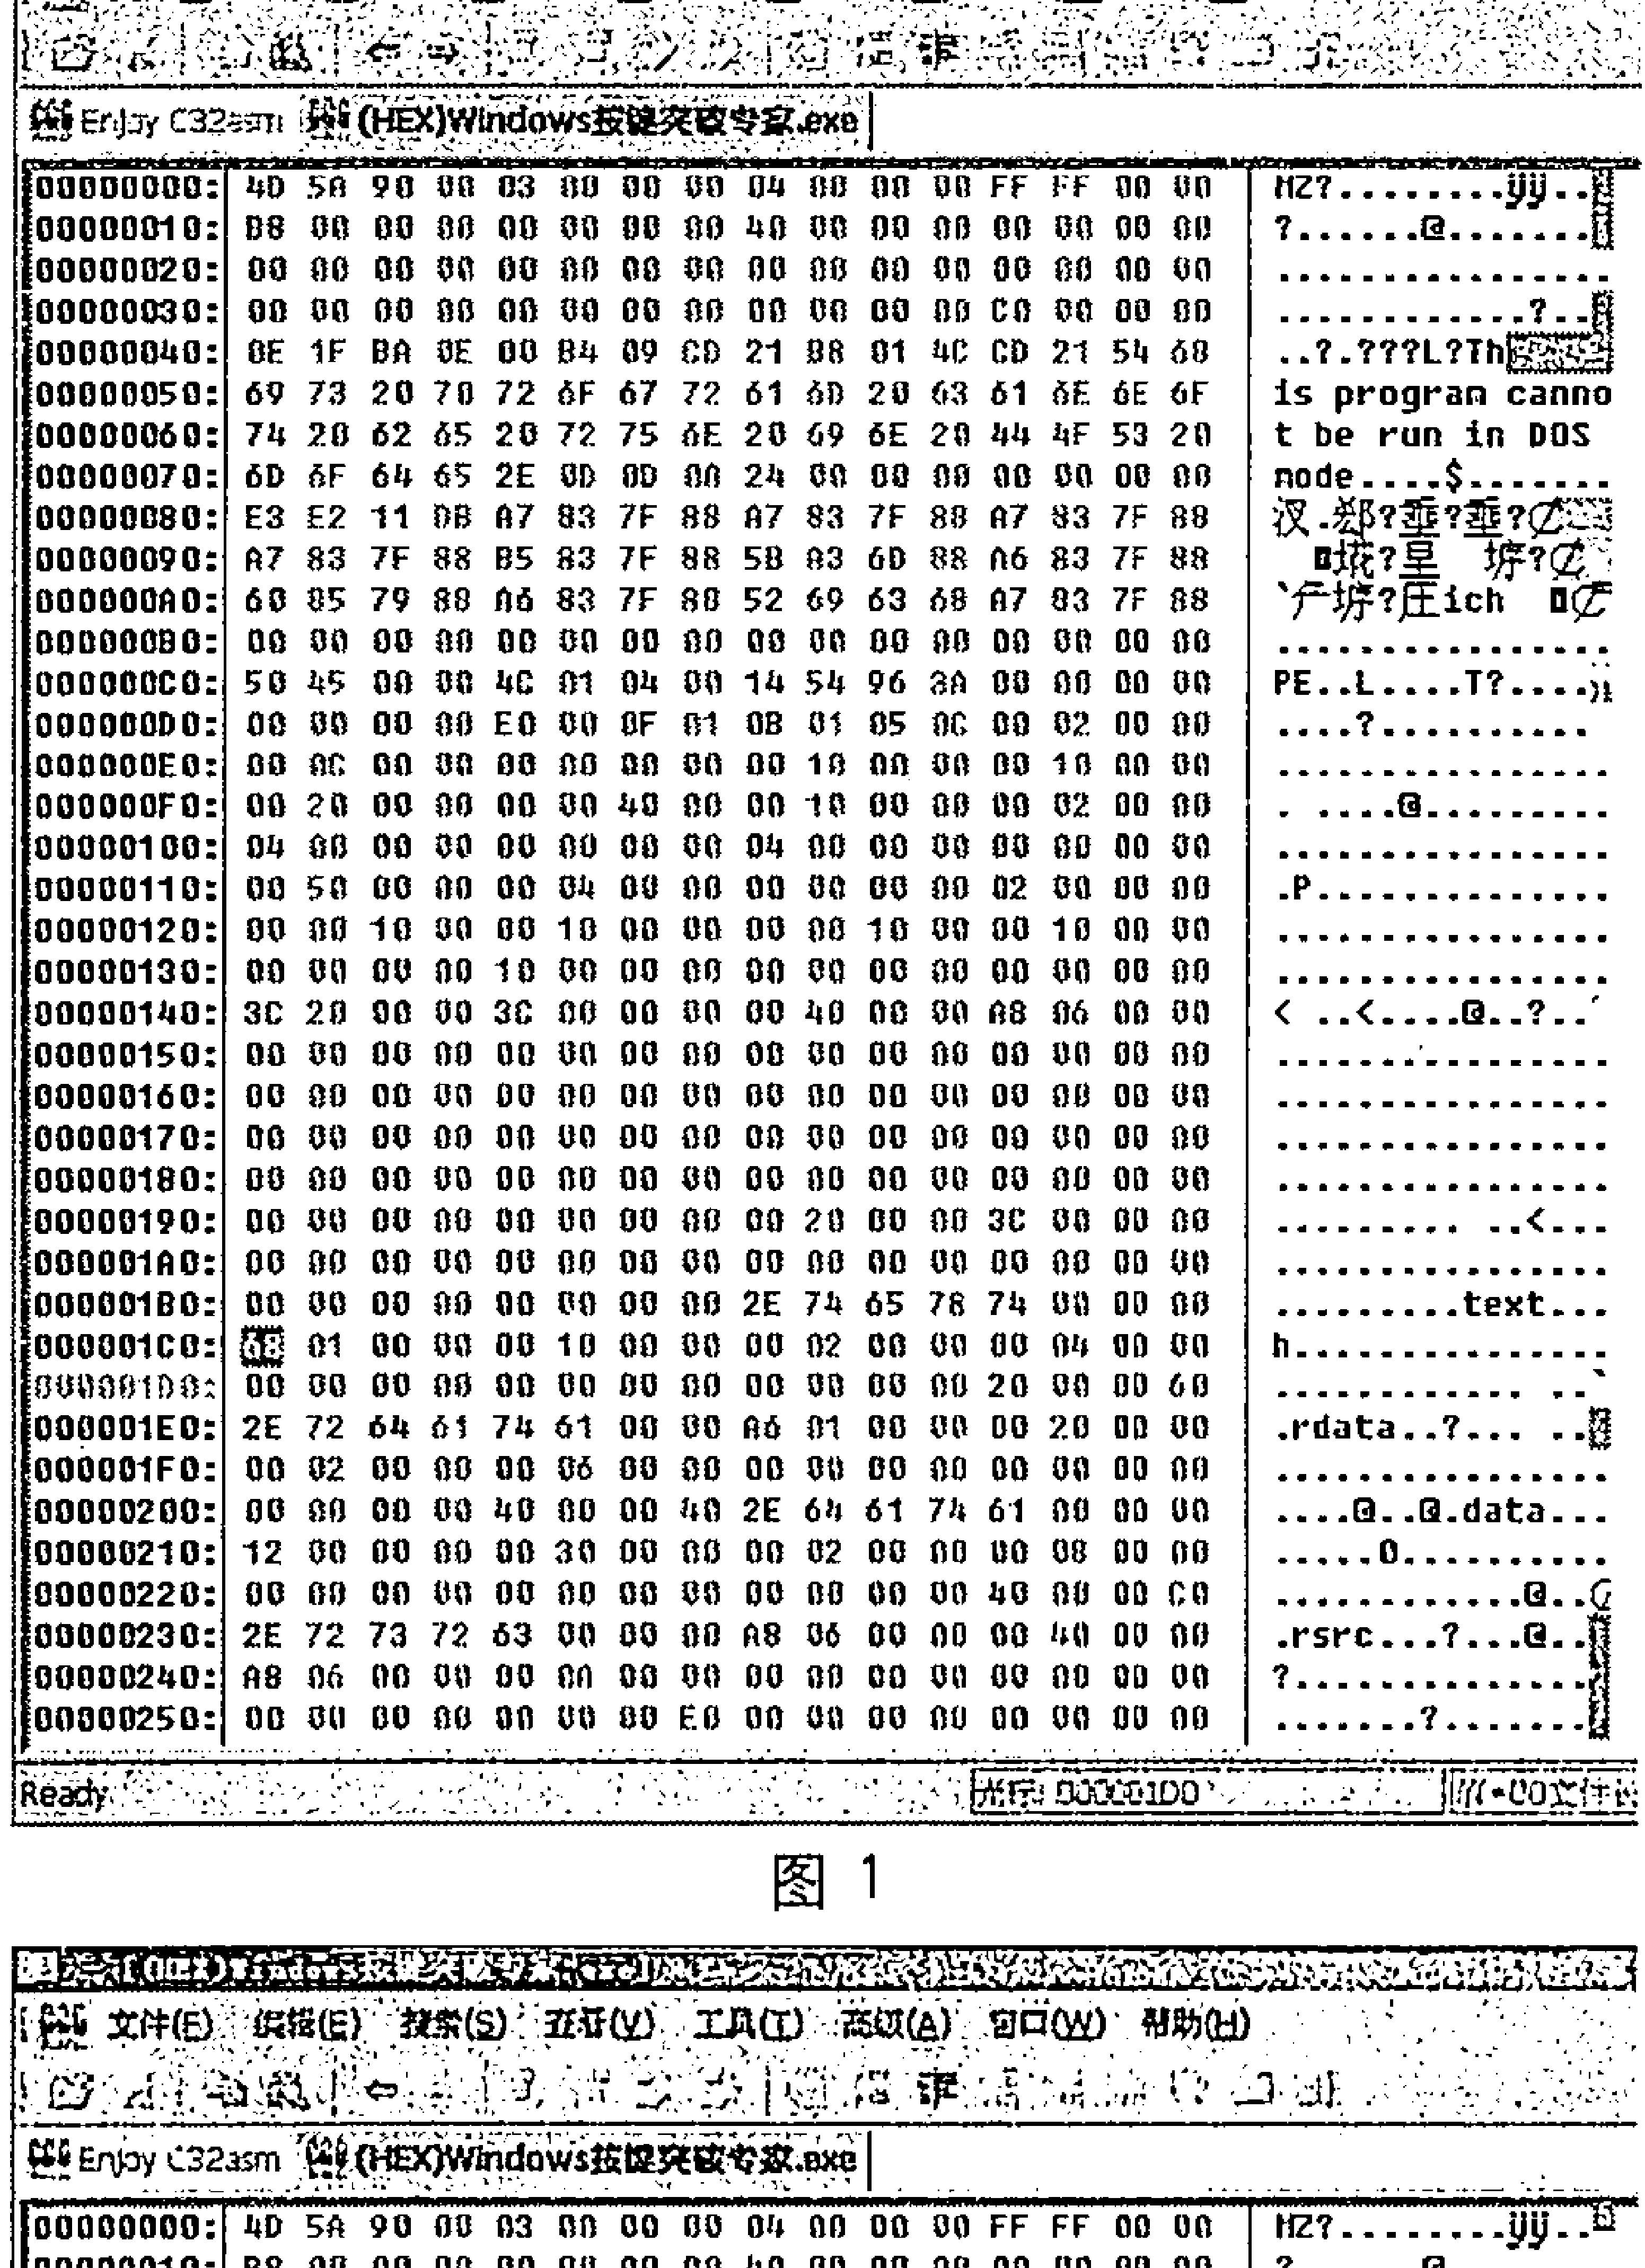 Enjoy C32asm (HEX)Windows按键突破专家.exe
00000000: 4D 5A 90 00 03 00 00 00 04 00 00 00 FF FF 00 00 MZ?........ÿÿ..
00000010: B8 00 00 00 00 00 00 00 40 00 00 00 00 00 00 00 ?.......@.......
00000020: 00 00 00 00 00 00 00 00 00 00 00 00 00 00 00 00 ................
00000030: 00 00 00 00 00 00 00 00 00 00 00 00 C0 00 00 00 ............?..
00000040: 0E 1F BA 0E 00 B4 09 CD 21 B8 01 4C CD 21 54 68 ..?.???L?Th
00000050: 69 73 20 70 72 6F 67 72 61 6D 20 63 61 6E 6E 6F is program canno
00000060: 74 20 62 65 20 72 75 6E 20 69 6E 20 44 4F 53 20 t be run in DOS
00000070: 6D 6F 64 65 2E 0D 0D 0A 24 00 00 00 00 00 00 00 mode....$.......
00000080: E3 E2 11 DB A7 83 7F 88 A7 83 7F 88 A7 83 7F 88
00000090: A7 83 7F 88 B5 83 7F 88 5B A3 6D 88 A6 83 7F 88
000000A0: 60 85 79 88 A6 83 7F 88 52 69 63 68 A7 83 7F 88
000000B0: 00 00 00 00 00 00 00 00 00 00 00 00 00 00 00 00 ................
000000C0: 50 45 00 00 4C 01 04 00 14 54 96 3A 00 00 00 00 PE..L....T?....
000000D0: 00 00 00 00 E0 00 0F 01 0B 01 05 0C 00 02 00 00 ....?..........
000000E0: 00 0C 00 00 00 00 00 00 00 10 00 00 00 10 00 00 ................
000000F0: 00 20 00 00 00 00 40 00 00 10 00 00 00 02 00 00 . ....@.........
00000100: 04 00 00 00 00 00 00 00 04 00 00 00 00 00 00 00 ................
00000110: 00 50 00 00 00 04 00 00 00 00 00 00 02 00 00 00 .P..............
00000120: 00 00 10 00 00 10 00 00 00 00 10 00 00 10 00 00 ................
00000130: 00 00 00 00 10 00 00 00 00 00 00 00 00 00 00 00 ................
00000140: 3C 20 00 00 3C 00 00 00 00 40 00 00 A8 06 00 00 < ..<....@..?..
00000150: 00 00 00 00 00 00 00 00 00 00 00 00 00 00 00 00 ................
00000160: 00 00 00 00 00 00 00 00 00 00 00 00 00 00 00 00 ................
00000170: 00 00 00 00 00 00 00 00 00 00 00 00 00 00 00 00 ................
00000180: 00 00 00 00 00 00 00 00 00 00 00 00 00 00 00 00 ................
00000190: 00 00 00 00 00 00 00 00 00 20 00 00 3C 00 00 00 ......... ..<...
000001A0: 00 00 00 00 00 00 00 00 00 00 00 00 00 00 00 00 ................
000001B0: 00 00 00 00 00 00 00 00 2E 74 65 78 74 00 00 00 .........text...
000001C0: 68 01 00 00 00 10 00 00 00 02 00 00 00 04 00 00 h...............
000001D0: 00 00 00 00 00 00 00 00 00 00 00 00 20 00 00 60 ............ ..`
000001E0: 2E 72 64 61 74 61 00 00 A6 01 00 00 00 20 00 00 .rdata..?... ..
000001F0: 00 02 00 00 00 06 00 00 00 00 00 00 00 00 00 00 ................
00000200: 00 00 00 00 40 00 00 40 2E 64 61 74 61 00 00 00 ....@..@.data...
00000210: 12 00 00 00 00 30 00 00 00 02 00 00 00 08 00 00 .....0..........
00000220: 00 00 00 00 00 00 00 00 00 00 00 00 40 00 00 C0 ............@..
00000230: 2E 72 73 72 63 00 00 00 A8 06 00 00 00 40 00 00 .rsrc...?...@..
00000240: A8 06 00 00 00 0A 00 00 00 00 00 00 00 00 00 00 ?..............
00000250: 00 00 00 00 00 00 00 E0 00 00 00 00 00 00 00 00 .......?.......
Ready 光标: 000001D0
图 1
文件(F) 编辑(E) 搜索(S) 查看(V) 工具(T) 高级(A) 窗口(W) 帮助(H)
Enjoy C32asm (HEX)Windows按键突破专家.exe
00000000: 4D 5A 90 00 03 00 00 00 04 00 00 00 FF FF 00 00 MZ?........ÿÿ..